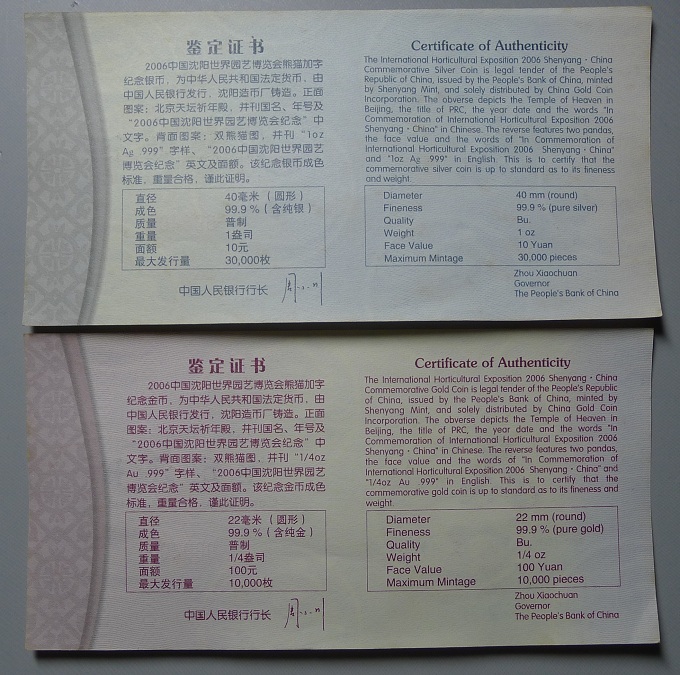 鉴定证书
2006中国沈阳世界园艺博览会熊猫加字
纪念银币，为中华人民共和国法定货币，由
中国人民银行发行，沈阳造币厂铸造。正面
图案：北京天坛祈年殿，并刊国名、年号及
“2006中国沈阳世界园艺博览会纪念”中
文字。背面图案：双熊猫图，并刊“1oz
Ag .999”字样、“2006中国沈阳世界园艺
博览会纪念”英文及面额。该纪念银币成色
标准，重量合格，谨此证明。
直径 40毫米（圆形）
成色 99.9%（含纯银）
质量 普制
重量 1盎司
面额 10元
最大发行量 30,000枚
中国人民银行行长
Certificate of Authenticity
The International Horticultural Exposition 2006 Shenyang · China
Commemorative Silver Coin is legal tender of the People's
Republic of China, issued by the People's Bank of China, minted
by Shenyang Mint, and solely distributed by China Gold Coin
Incorporation. The obverse depicts the Temple of Heaven in
Beijing, the title of PRC, the year date and the words "In
Commemoration of International Horticultural Exposition 2006
Shenyang · China" in Chinese. The reverse features two pandas,
the face value and the words of "In Commemoration of
International Horticultural Exposition 2006 Shenyang · China"
and "1oz Ag .999" in English. This is to certify that the
commemorative silver coin is up to standard as to its fineness
and weight.
Diameter 40 mm (round)
Fineness 99.9 % (pure silver)
Quality Bu.
Weight 1 oz
Face Value 10 Yuan
Maximum Mintage 30,000 pieces
Zhou Xiaochuan
Governor
The People's Bank of China
鉴定证书
2006中国沈阳世界园艺博览会熊猫加字
纪念金币，为中华人民共和国法定货币，由
中国人民银行发行，沈阳造币厂铸造。正面
图案：北京天坛祈年殿，并刊国名、年号及
“2006中国沈阳世界园艺博览会纪念”中
文字。背面图案：双熊猫图，并刊“1/4oz
Au .999”字样、“2006中国沈阳世界园艺
博览会纪念”英文及面额。该纪念金币成色
标准，重量合格，谨此证明。
直径 22毫米（圆形）
成色 99.9%（含纯金）
质量 普制
重量 1/4盎司
面额 100元
最大发行量 10,000枚
中国人民银行行长
Certificate of Authenticity
The International Horticultural Exposition 2006 Shenyang · China
Commemorative Gold Coin is legal tender of the People's Republic
of China, issued by the People's Bank of China, minted by
Shenyang Mint, and solely distributed by China Gold Coin
Incorporation. The obverse depicts the Temple of Heaven in
Beijing, the title of PRC, the year date and the words "In
Commemoration of International Horticultural Exposition 2006
Shenyang · China" in Chinese. The reverse features two pandas,
the face value and the words of "In Commemoration of
International Horticultural Exposition 2006 Shenyang · China" and
"1/4oz Au .999" in English. This is to certify that the
commemorative gold coin is up to standard as to its fineness and
weight.
Diameter 22 mm (round)
Fineness 99.9 % (pure gold)
Quality Bu.
Weight 1/4 oz
Face Value 100 Yuan
Maximum Mintage 10,000 pieces
Zhou Xiaochuan
Governor
The People's Bank of China